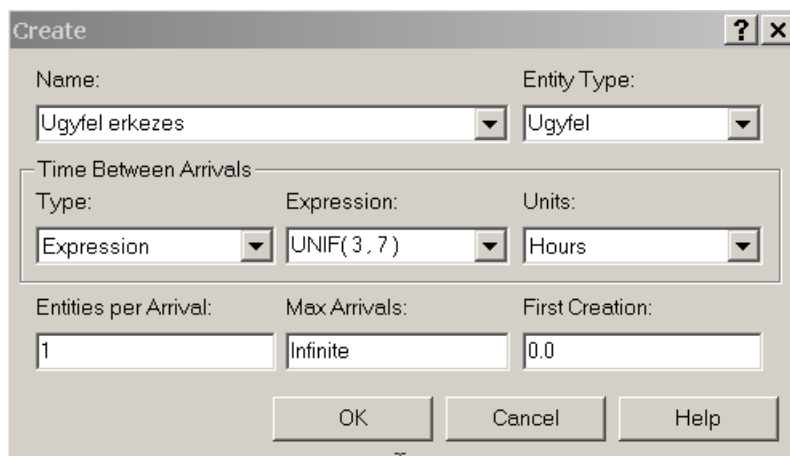 Create ? x
Name: Entity Type:
Ugyfel erkezes Ugyfel
Time Between Arrivals
Type: Expression: Units:
Expression UNIF( 3 , 7 ) Hours
Entities per Arrival: Max Arrivals: First Creation:
1 Infinite 0.0
OK Cancel Help